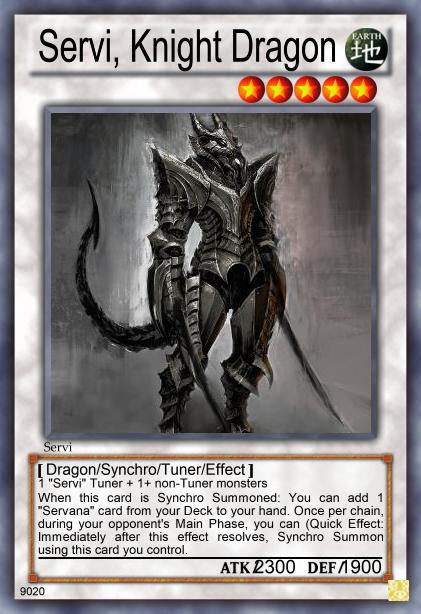 Servi, Knight Dragon
EARTH
地
Servi
[ Dragon/Synchro/Tuner/Effect ]
1 "Servi" Tuner + 1+ non-Tuner monsters
When this card is Synchro Summoned: You can add 1
"Servana" card from your Deck to your hand. Once per chain,
during your opponent's Main Phase, you can (Quick Effect:
Immediately after this effect resolves, Synchro Summon
using this card you control.
ATK/2300 DEF/1900
9020